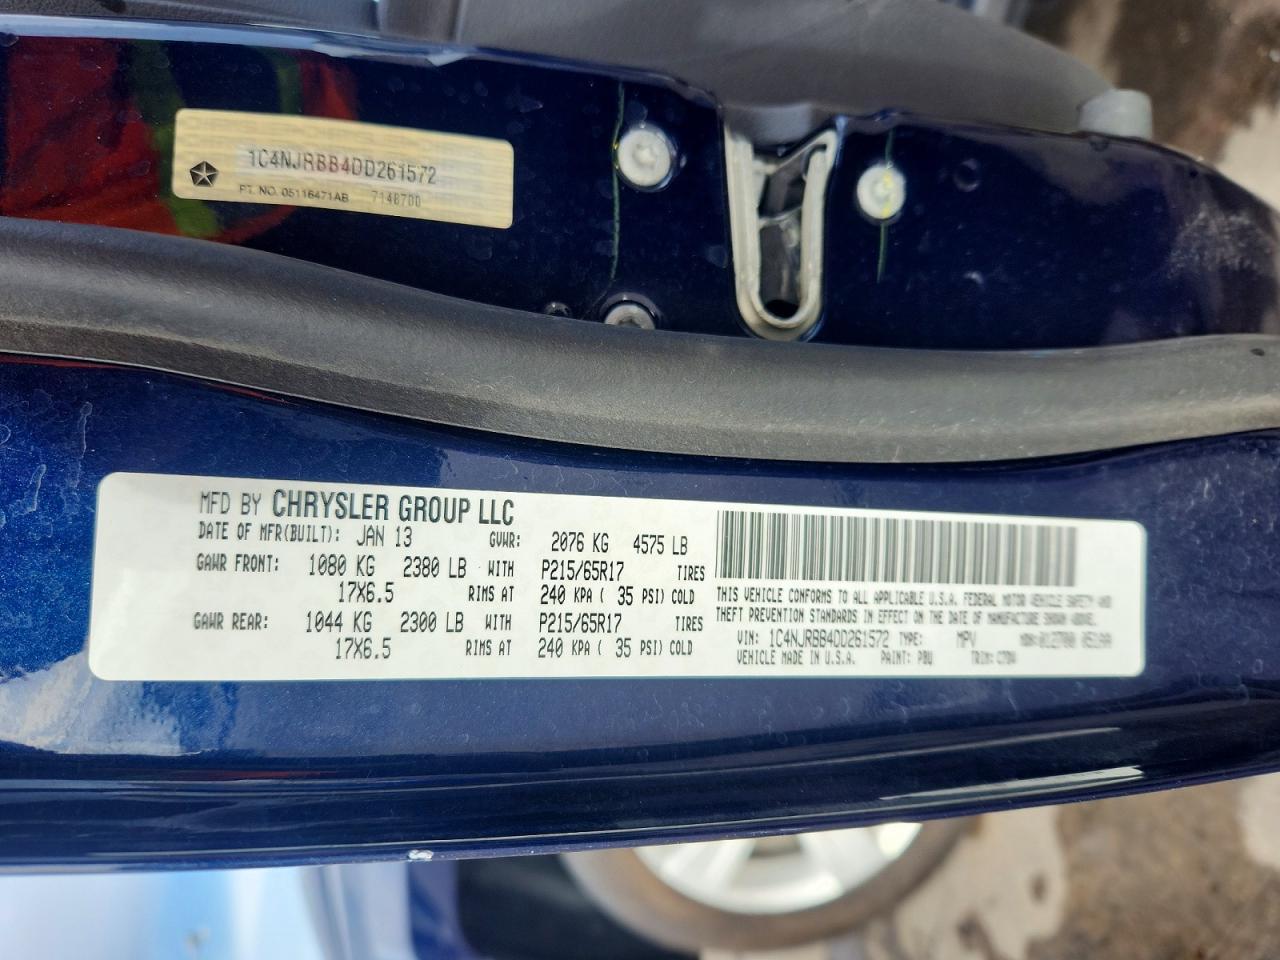 1C4NJRBB4DD261572
PT. NO. 05116471AB 7148700
MFD BY CHRYSLER GROUP LLC
DATE OF MFR(BUILT): JAN 13 GVWR: 2076 KG 4575 LB
GAWR FRONT: 1080 KG 2380 LB WITH P215/65R17 TIRES
17X6.5 RIMS AT 240 KPA ( 35 PSI) COLD
GAWR REAR: 1044 KG 2300 LB WITH P215/65R17 TIRES
17X6.5 RIMS AT 240 KPA ( 35 PSI) COLD
THIS VEHICLE CONFORMS TO ALL APPLICABLE U.S.A. FEDERAL MOTOR VEHICLE SAFETY AND
THEFT PREVENTION STANDARDS IN EFFECT ON THE DATE OF MANUFACTURE SHOWN ABOVE.
VIN: 1C4NJRBB4DD261572 TYPE: MPV MDH:
VEHICLE MADE IN U.S.A. PAINT: PBU TRIM: